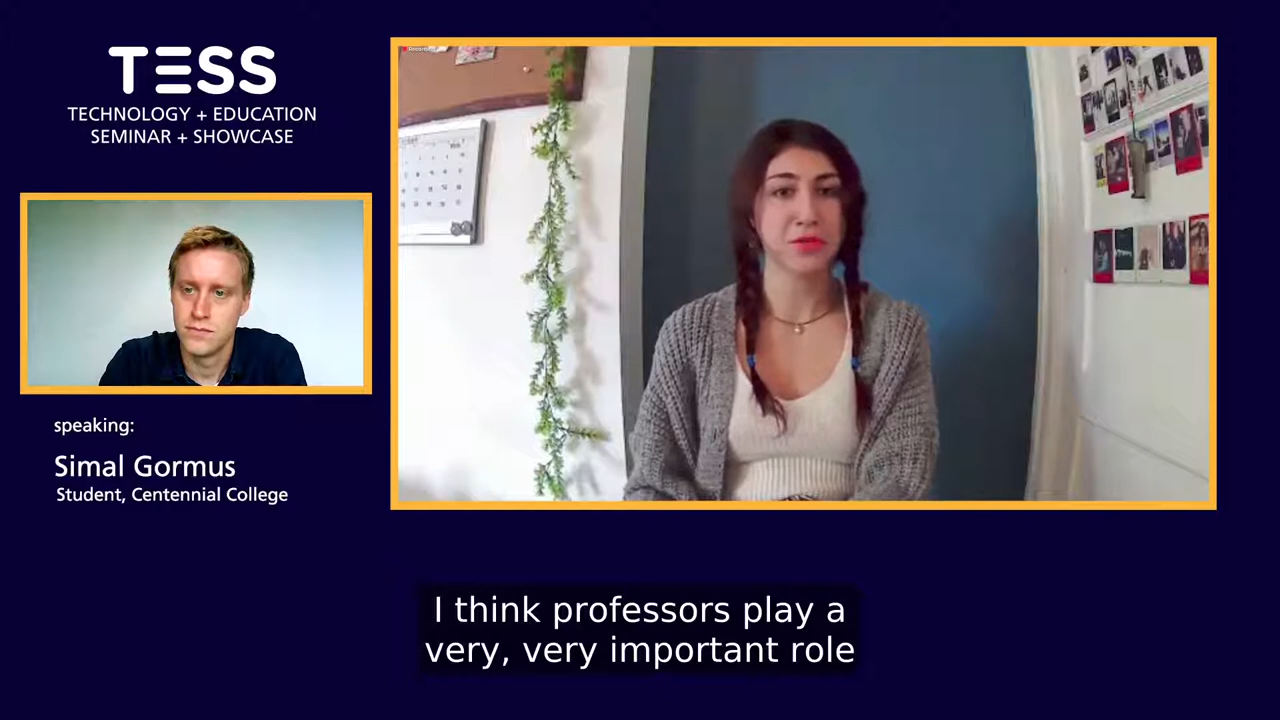 TESS
TECHNOLOGY + EDUCATION
SEMINAR + SHOWCASE
speaking:
Simal Gormus
Student, Centennial College
I think professors play a
very, very important role